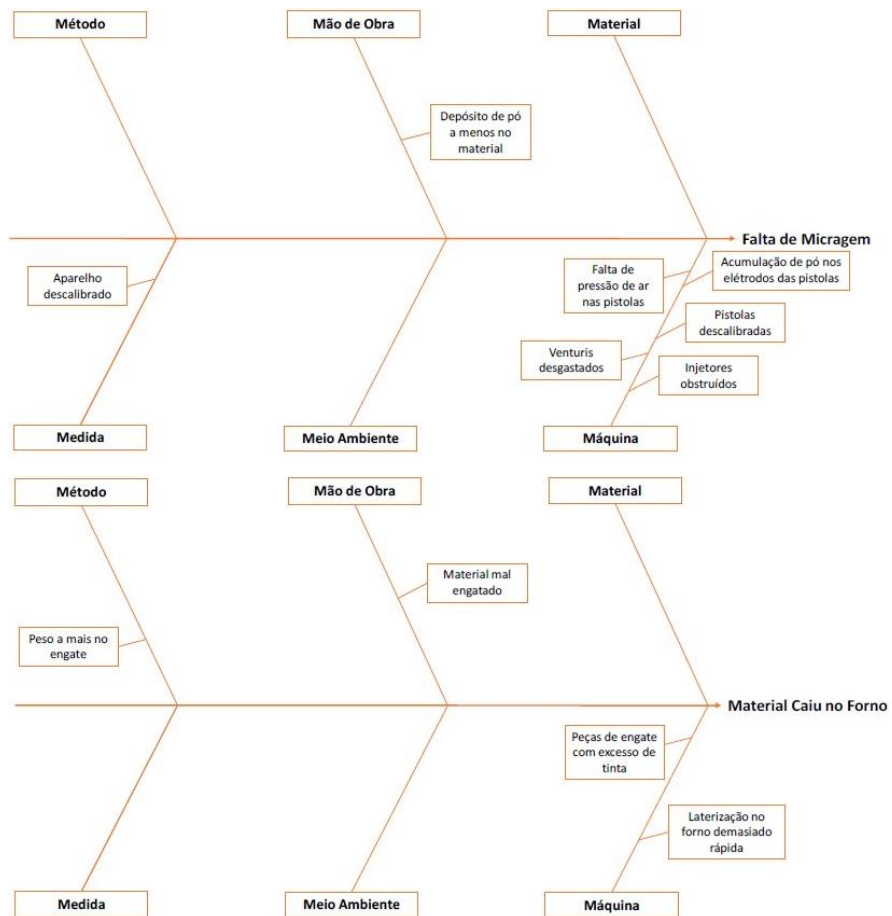 Método
Mão de Obra
Material
Depósito de pó
a menos no
material
Falta de Micragem
Aparelho
descalibrado
Falta de
pressão de ar
nas pistolas
Acumulação de pó nos
elétrodos das pistolas
Pistolas
descalibradas
Venturis
desgastados
Injetores
obstruídos
Medida
Meio Ambiente
Máquina
Método
Mão de Obra
Material
Material mal
engatado
Peso a mais no
engate
Material Caiu no Forno
Peças de engate
com excesso de
tinta
Laterização no
forno demasiado
rápida
Medida
Meio Ambiente
Máquina